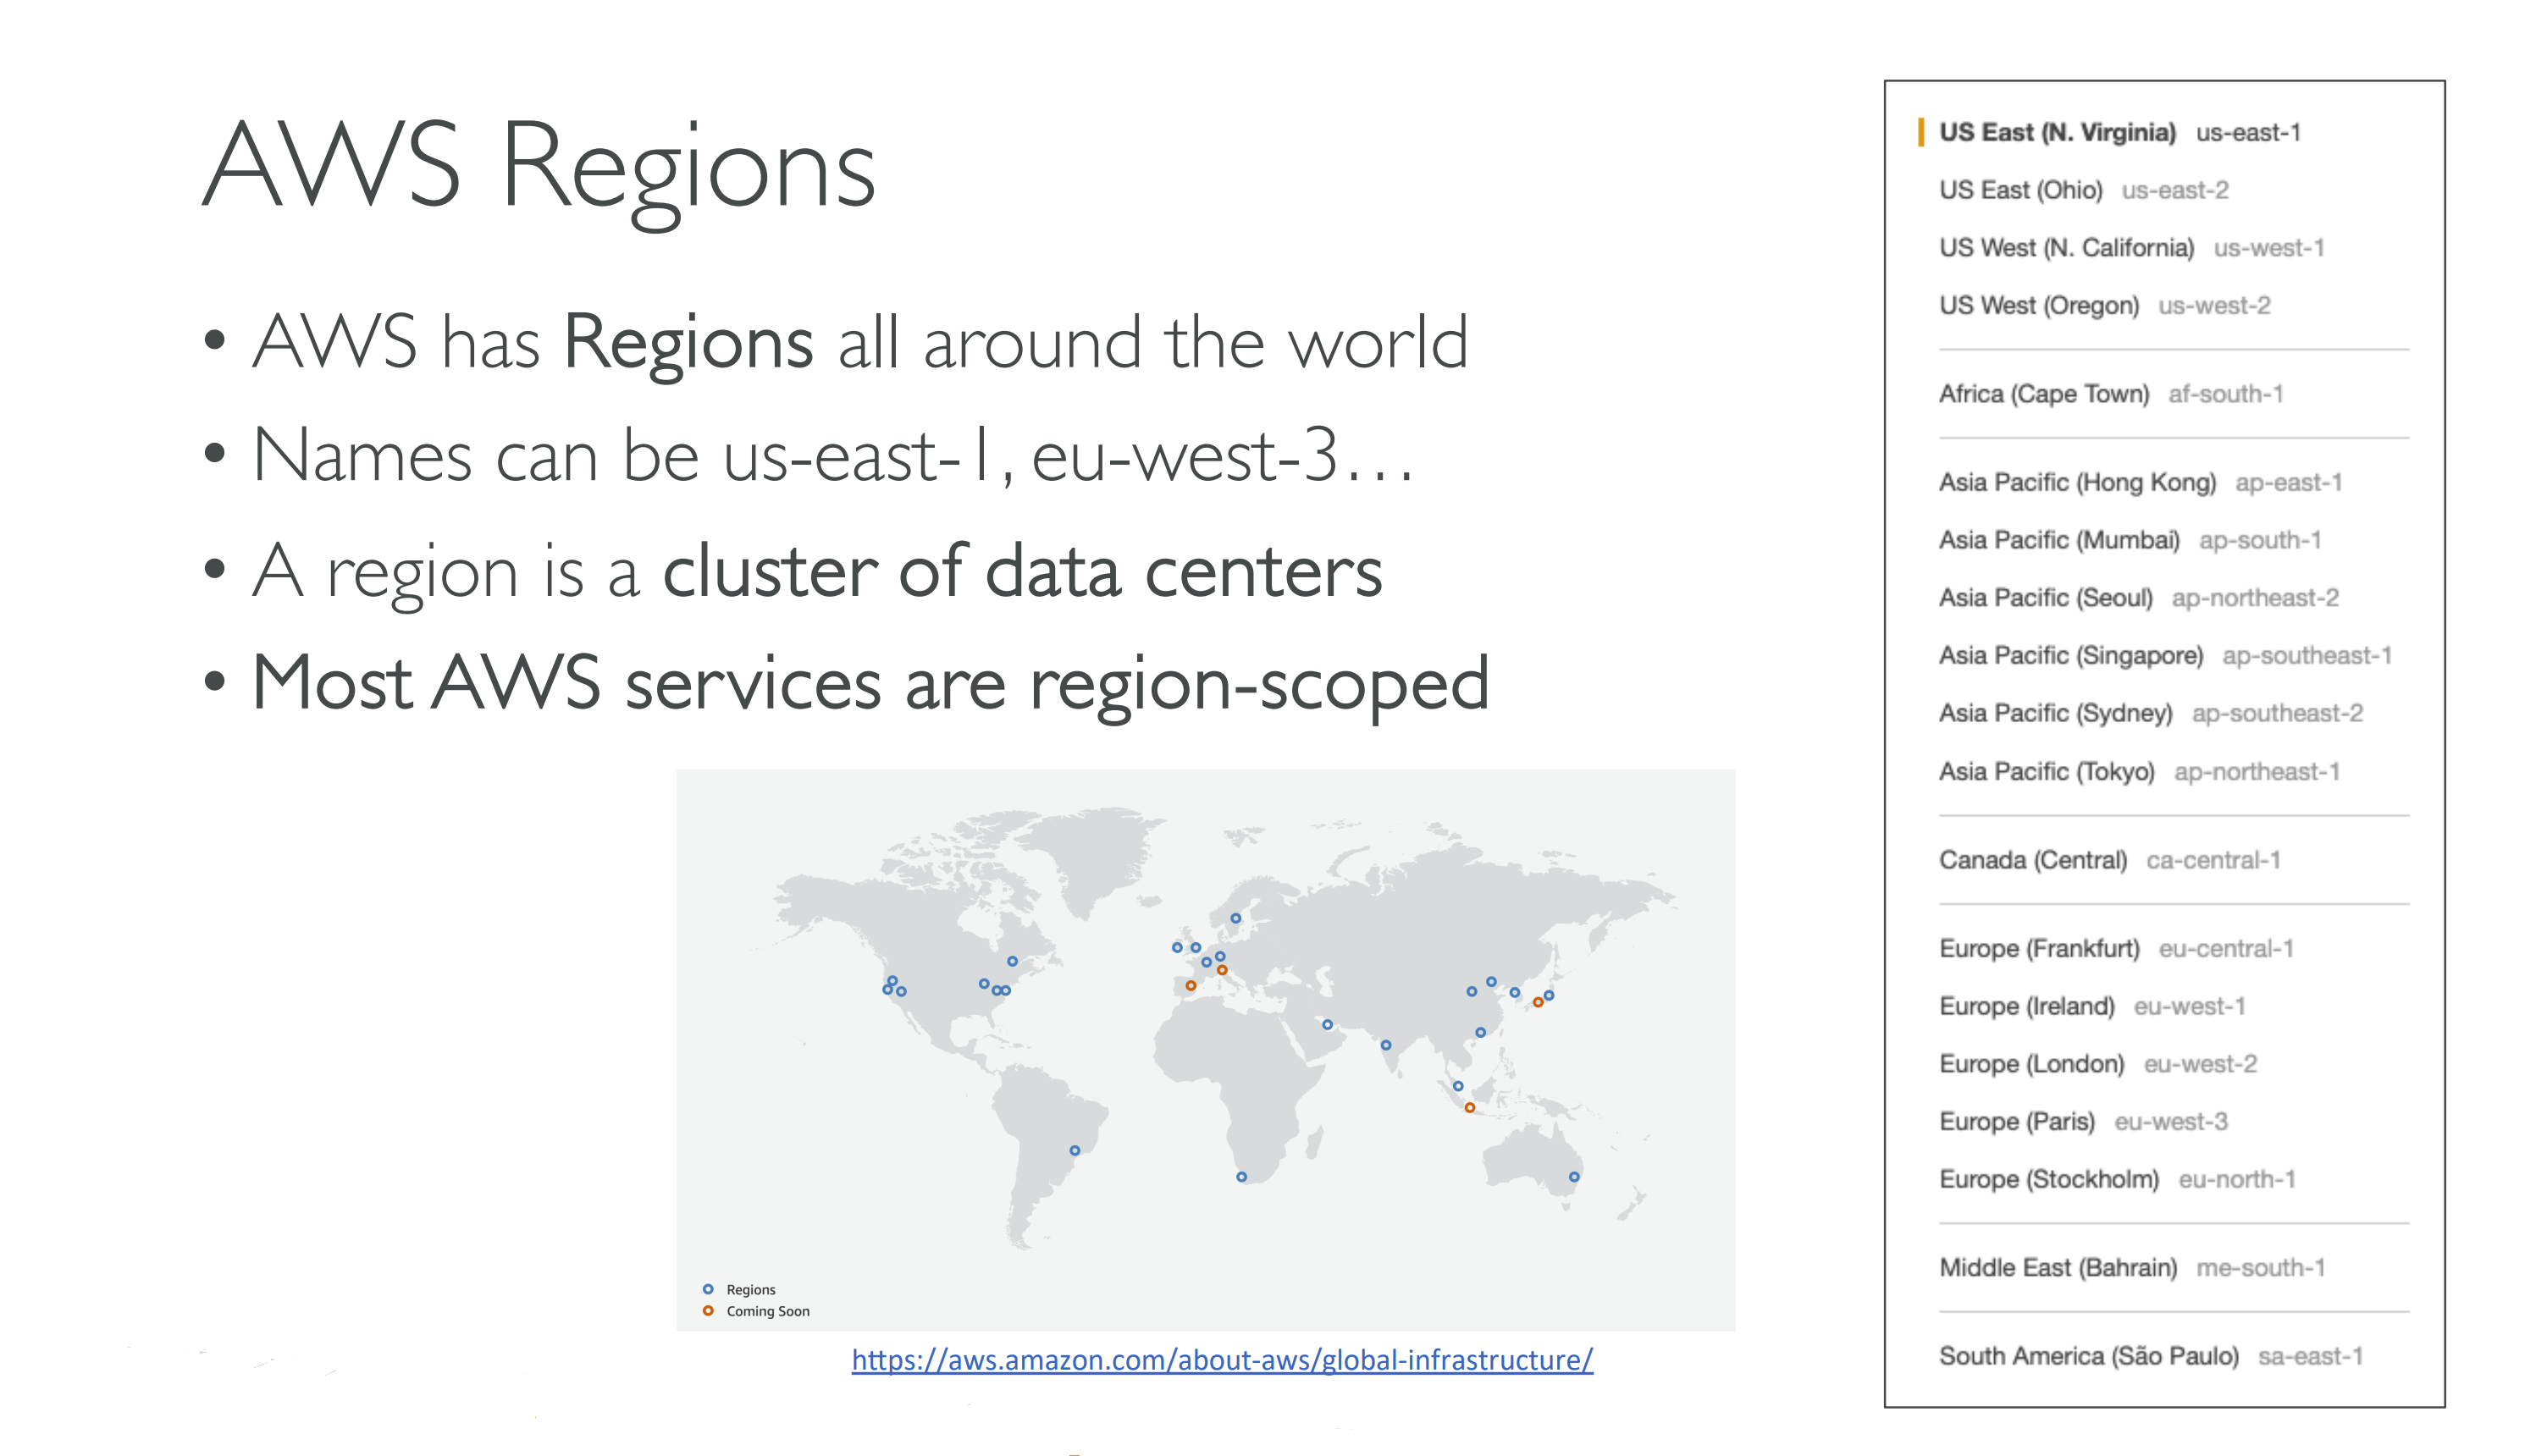 AWS Regions
• AWS has Regions all around the world
• Names can be us-east-1, eu-west-3…
• A region is a cluster of data centers
• Most AWS services are region-scoped
Regions
Coming Soon
https://aws.amazon.com/about-aws/global-infrastructure/
US East (N. Virginia) us-east-1
US East (Ohio) us-east-2
US West (N. California) us-west-1
US West (Oregon) us-west-2
Africa (Cape Town) af-south-1
Asia Pacific (Hong Kong) ap-east-1
Asia Pacific (Mumbai) ap-south-1
Asia Pacific (Seoul) ap-northeast-2
Asia Pacific (Singapore) ap-southeast-1
Asia Pacific (Sydney) ap-southeast-2
Asia Pacific (Tokyo) ap-northeast-1
Canada (Central) ca-central-1
Europe (Frankfurt) eu-central-1
Europe (Ireland) eu-west-1
Europe (London) eu-west-2
Europe (Paris) eu-west-3
Europe (Stockholm) eu-north-1
Middle East (Bahrain) me-south-1
South America (São Paulo) sa-east-1